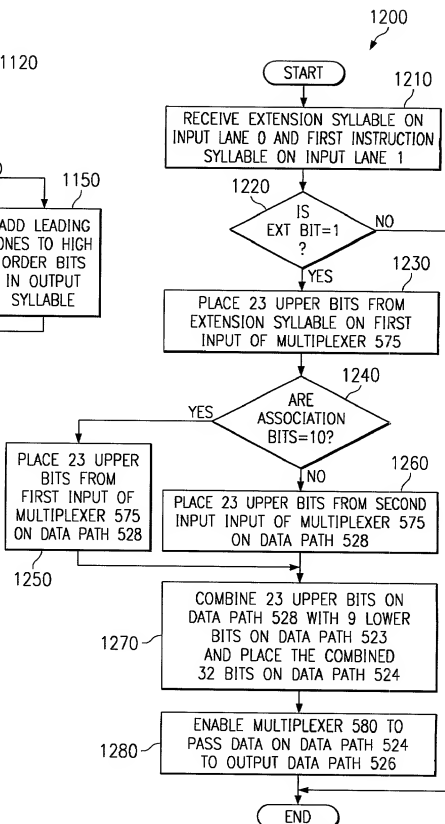 1200
1120
START
1210
RECEIVE EXTENSION SYLLABLE ON
INPUT LANE 0 AND FIRST INSTRUCTION
SYLLABLE ON INPUT LANE 1
1150
ADD LEADING
ONES TO HIGH
ORDER BITS
IN OUTPUT
SYLLABLE
1220
IS
EXT BIT=1
?
NO
YES
1230
PLACE 23 UPPER BITS FROM
EXTENSION SYLLABLE ON FIRST
INPUT OF MULTIPLEXER 575
1240
ARE
ASSOCIATION
BITS=10?
YES
NO
PLACE 23 UPPER
BITS FROM
FIRST INPUT OF
MULTIPLEXER 575
ON DATA PATH 528
1250
1260
PLACE 23 UPPER BITS FROM SECOND
INPUT INPUT OF MULTIPLEXER 575
ON DATA PATH 528
1270
COMBINE 23 UPPER BITS ON
DATA PATH 528 WITH 9 LOWER
BITS ON DATA PATH 523
AND PLACE THE COMBINED
32 BITS ON DATA PATH 524
1280
ENABLE MULTIPLEXER 580 TO
PASS DATA ON DATA PATH 524
TO OUTPUT DATA PATH 526
END